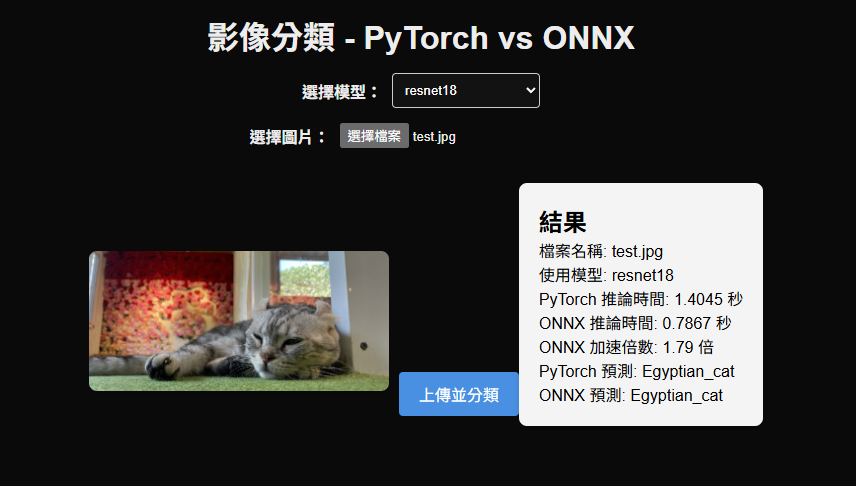 影像分類 - PyTorch vs ONNX
選擇模型： resnet18
選擇圖片： 選擇檔案 test.jpg
上傳並分類
結果
檔案名稱: test.jpg
使用模型: resnet18
PyTorch 推論時間: 1.4045 秒
ONNX 推論時間: 0.7867 秒
ONNX 加速倍數: 1.79 倍
PyTorch 預測: Egyptian_cat
ONNX 預測: Egyptian_cat